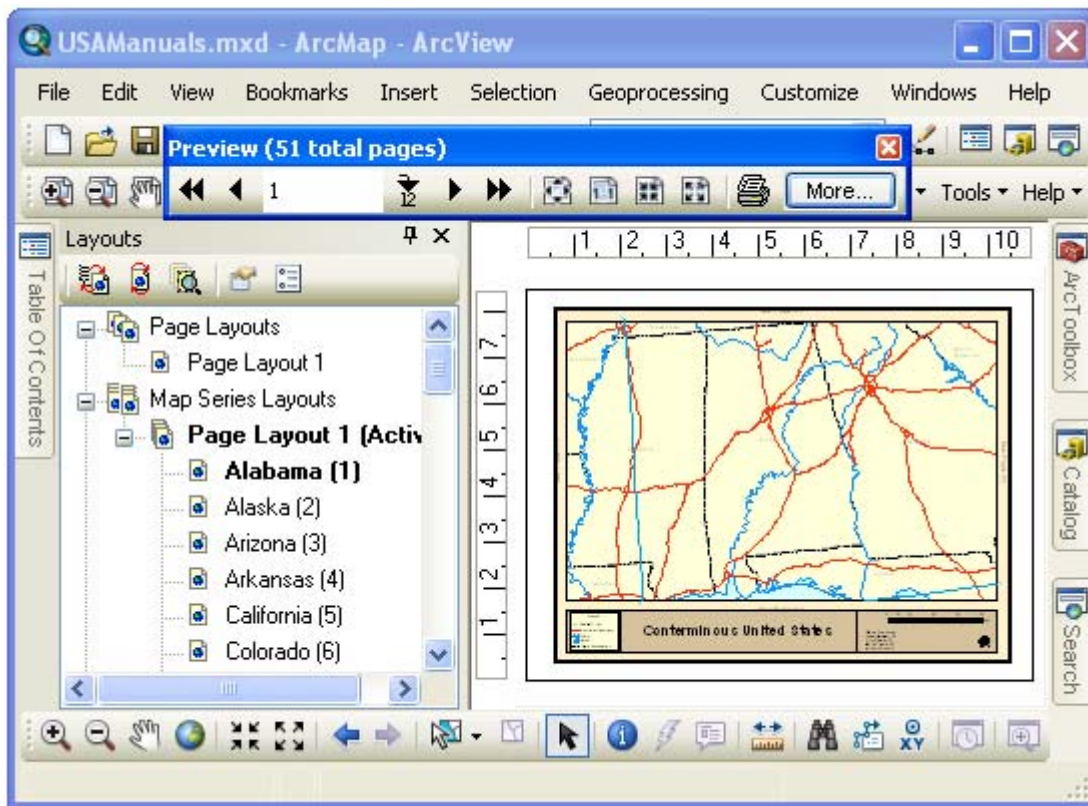 USAManuals.mxd - ArcMap - ArcView
File Edit View Bookmarks Insert Selection Geoprocessing Customize Windows Help
Preview (51 total pages)
1
12
More...
Tools Help
Layouts
Table Of Contents
Page Layouts
Page Layout 1
Map Series Layouts
Page Layout 1 (Activ
Alabama (1)
Alaska (2)
Arizona (3)
Arkansas (4)
California (5)
Colorado (6)
1 2 3 4 5 6 7 8 9 10
7
6
5
4
3
2
1
Conterminous United States
ArcToolbox
Catalog
Search
XY